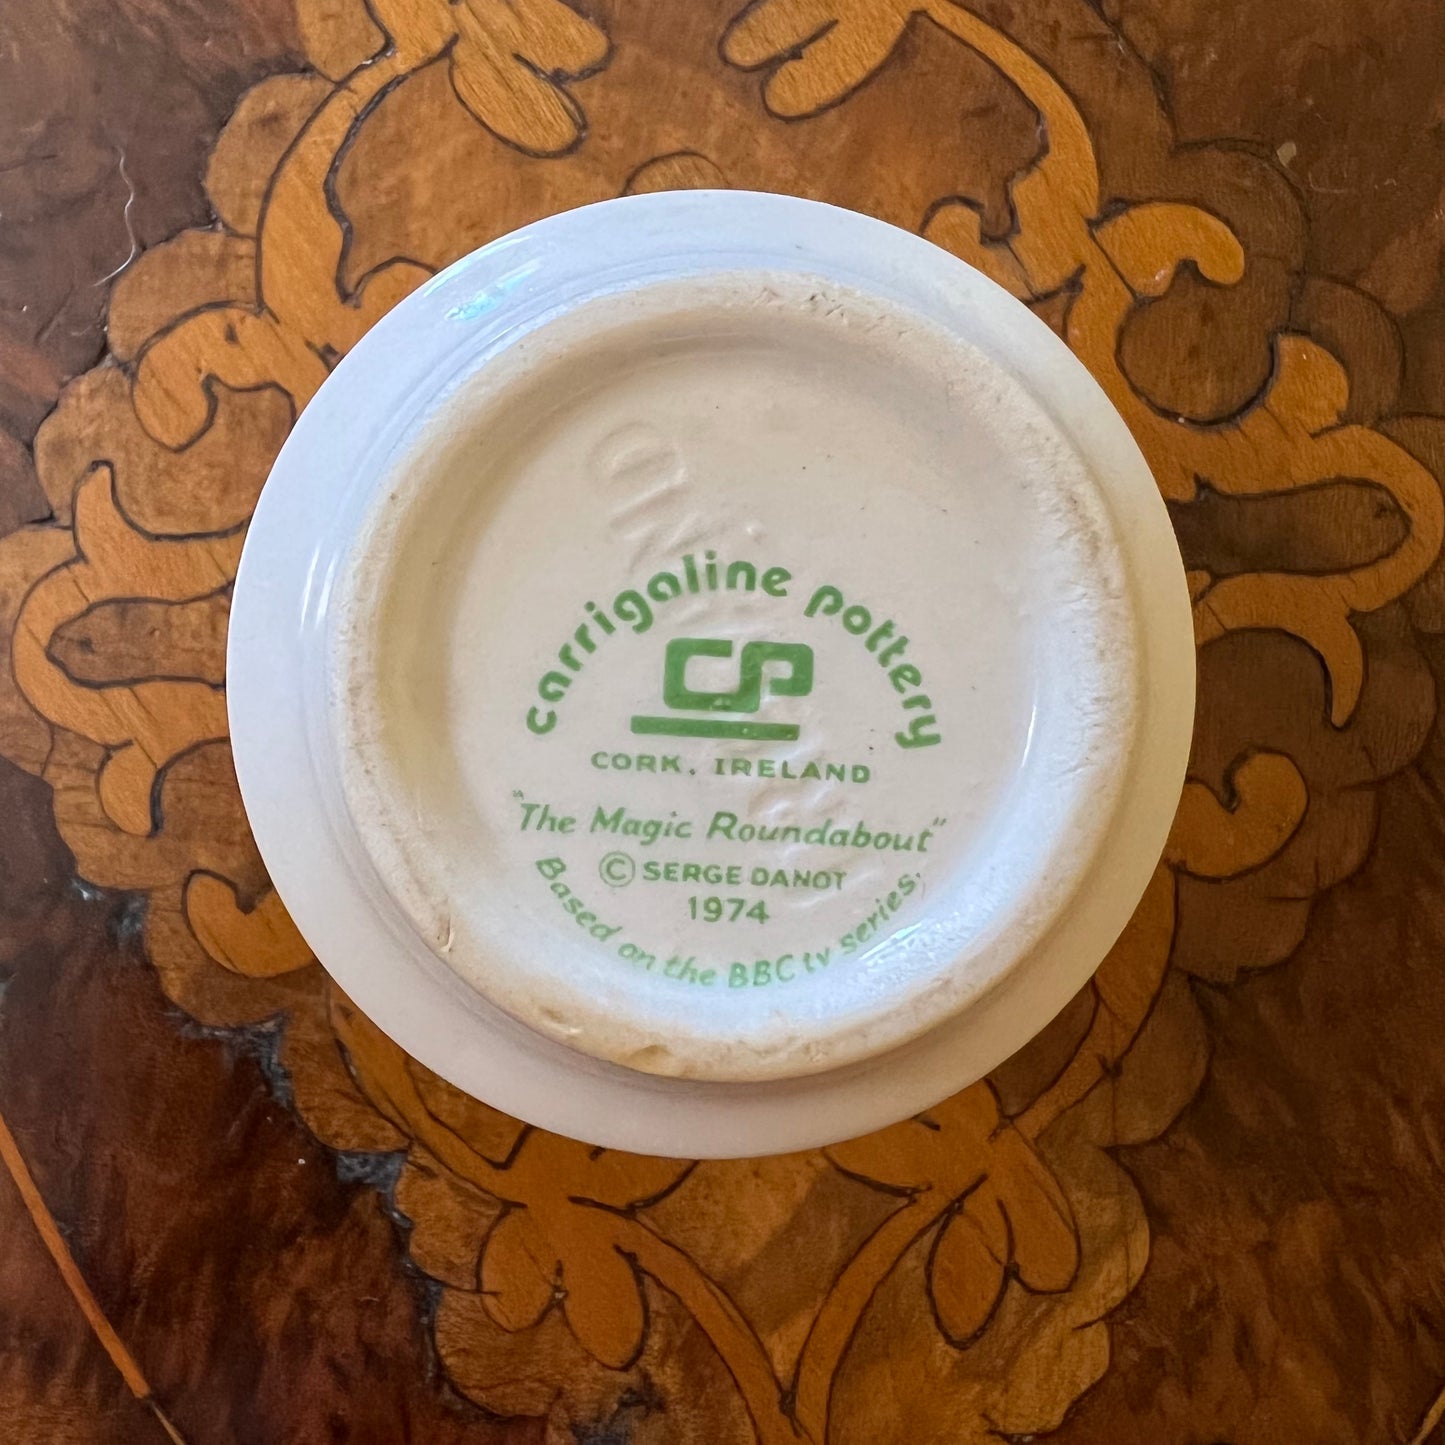 carrigaline pottery
CP
CORK, IRELAND
"The Magic Roundabout"
© SERGE DANOT
1974
Based on the BBC tv series.